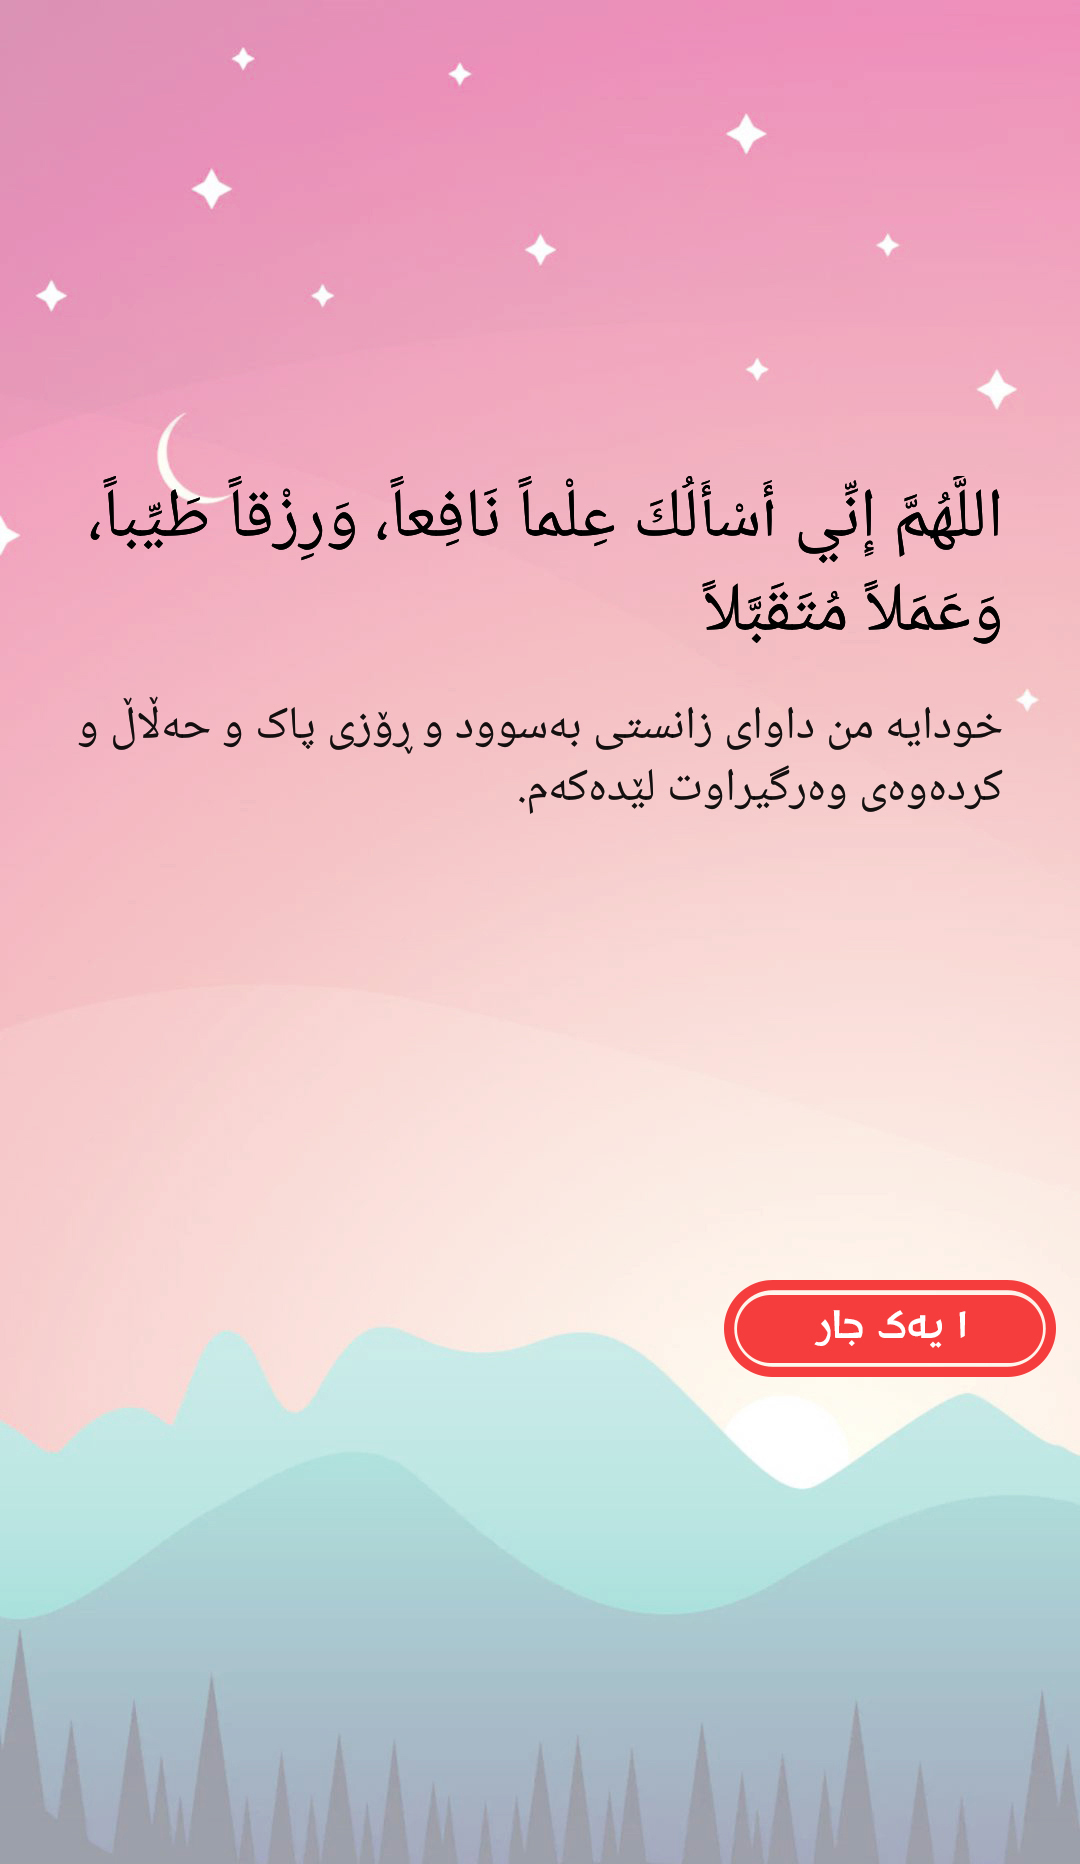 اللَّهُمَّ إِنِّي أَسْأَلُكَ عِلْماً نَافِعاً، وَرِزْقاً طَيِّباً،
وَعَمَلاً مُتَقَبَّلاً
خودایە من داوای زانستی بەسوود و ڕۆزی پاک و حەڵاڵ و
کردەوەی وەرگیراوت لێدەکەم.
١ یەک جار